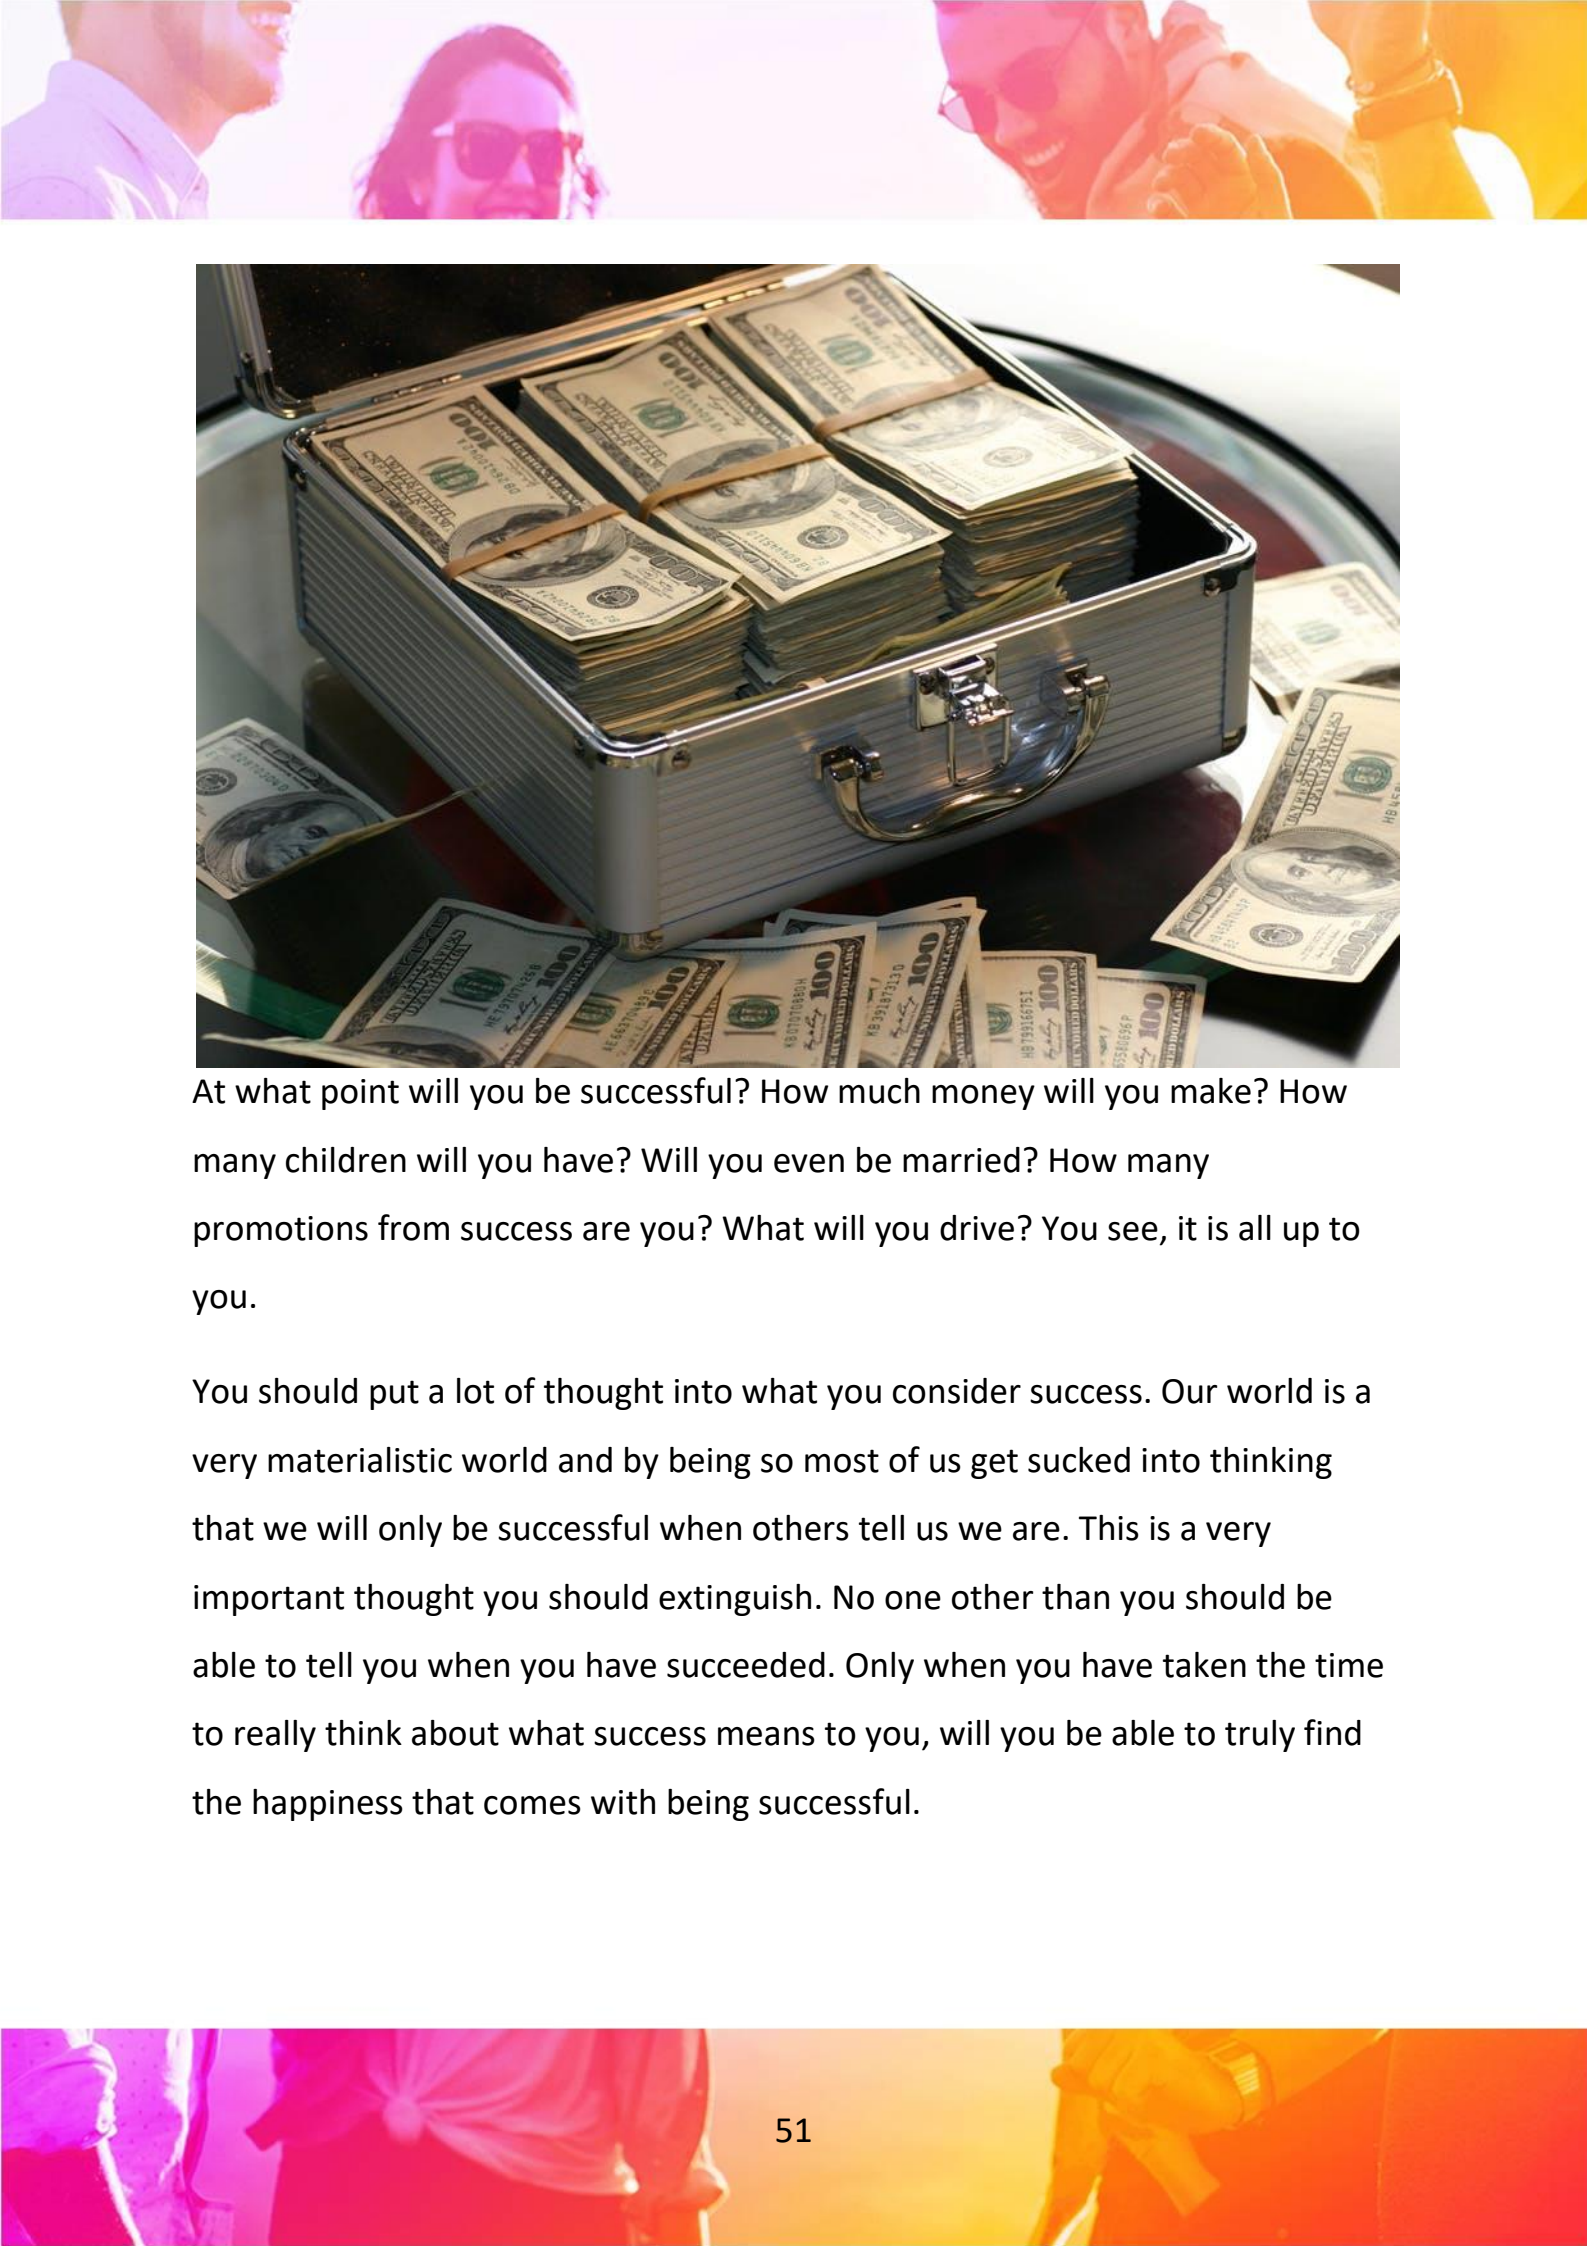 At what point will you be successful? How much money will you make? How
many children will you have? Will you even be married? How many
promotions from success are you? What will you drive? You see, it is all up to
you.
You should put a lot of thought into what you consider success. Our world is a
very materialistic world and by being so most of us get sucked into thinking
that we will only be successful when others tell us we are. This is a very
important thought you should extinguish. No one other than you should be
able to tell you when you have succeeded. Only when you have taken the time
to really think about what success means to you, will you be able to truly find
the happiness that comes with being successful.
51